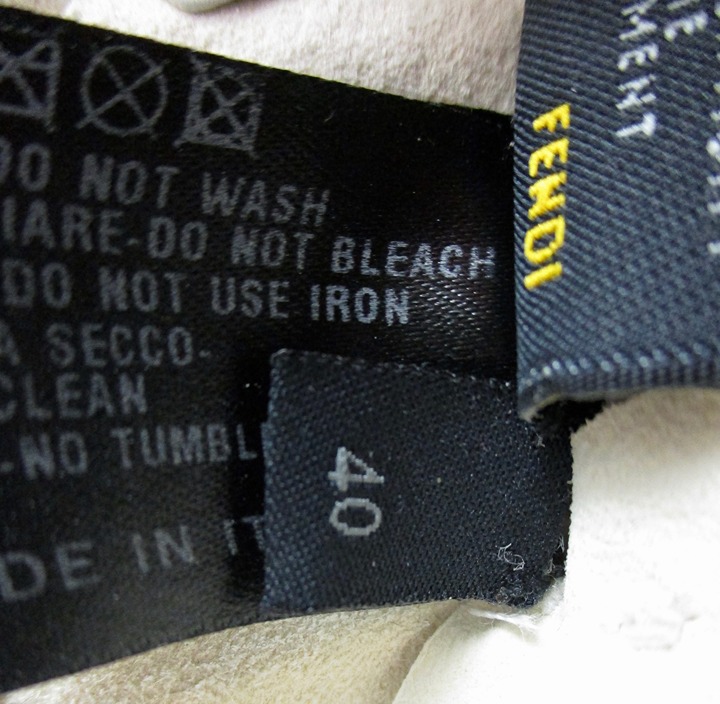 DO NOT WASH
IARE-DO NOT BLEACH
DO NOT USE IRON
A SECCO-
CLEAN
-NO TUMBL
DE IN IT
40
FENDI
MENT